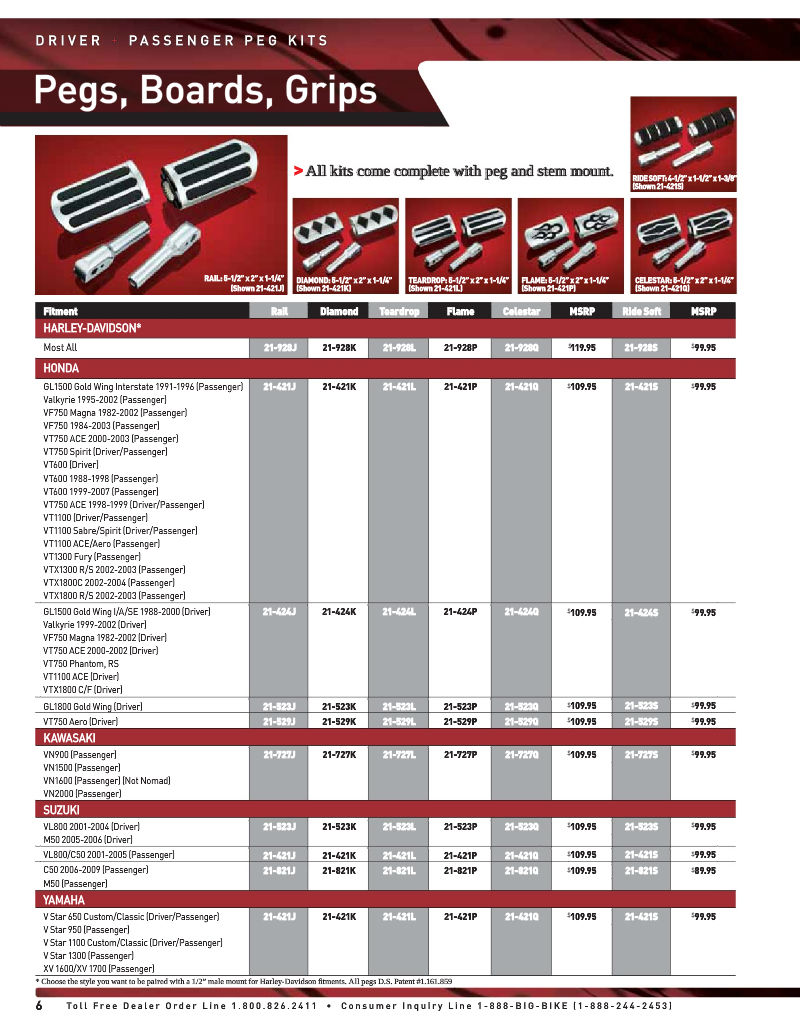 DRIVER · PASSENGER PEG KITS
Pegs, Boards, Grips
> All kits come complete with peg and stem mount.
RIDE SOFT: 4-1/2" x 1-1/2" x 1-3/8"
(Shown 21-421S)
RAIL: 5-1/2" x 2" x 1-1/4"
(Shown 21-421J)
DIAMOND: 5-1/2" x 2" x 1-1/4"
(Shown 21-421K)
TEARDROP: 5-1/2" x 2" x 1-1/4"
(Shown 21-421L)
FLAME: 5-1/2" x 2" x 1-1/4"
(Shown 21-421P)
CELESTAR: 5-1/2" x 2" x 1-1/4"
(Shown 21-421Q)
Fitment Rail Diamond Teardrop Flame Celestar MSRP Ride Soft MSRP
HARLEY-DAVIDSON*
Most All 21-928J 21-928K 21-928L 21-928P 21-928Q $119.95 21-928S $99.95
HONDA
GL1500 Gold Wing Interstate 1991-1996 (Passenger) 21-421J 21-421K 21-421L 21-421P 21-421Q $109.95 21-421S $99.95
Valkyrie 1995-2002 (Passenger)
VF750 Magna 1982-2002 (Passenger)
VF750 1984-2003 (Passenger)
VT750 ACE 2000-2003 (Passenger)
VT750 Spirit (Driver/Passenger)
VT600 (Driver)
VT600 1988-1998 (Passenger)
VT600 1999-2007 (Passenger)
VT750 ACE 1998-1999 (Driver/Passenger)
VT1100 (Driver/Passenger)
VT1100 Sabre/Spirit (Driver/Passenger)
VT1100 ACE/Aero (Passenger)
VT1300 Fury (Passenger)
VTX1300 R/S 2002-2003 (Passenger)
VTX1800C 2002-2004 (Passenger)
VTX1800 R/S 2002-2003 (Passenger)
GL1500 Gold Wing I/A/SE 1988-2000 (Driver) 21-424J 21-424K 21-424L 21-424P 21-424Q $109.95 21-424S $99.95
Valkyrie 1999-2002 (Driver)
VF750 Magna 1982-2002 (Driver)
VT750 ACE 2000-2002 (Driver)
VT750 Phantom, RS
VT1100 ACE (Driver)
VTX1800 C/F (Driver)
GL1800 Gold Wing (Driver) 21-523J 21-523K 21-523L 21-523P 21-523Q $109.95 21-523S $99.95
VT750 Aero (Driver) 21-529J 21-529K 21-529L 21-529P 21-529Q $109.95 21-529S $99.95
KAWASAKI
VN900 (Passenger) 21-727J 21-727K 21-727L 21-727P 21-727Q $109.95 21-727S $99.95
VN1500 (Passenger)
VN1600 (Passenger) (Not Nomad)
VN2000 (Passenger)
SUZUKI
VL800 2001-2004 (Driver) 21-523J 21-523K 21-523L 21-523P 21-523Q $109.95 21-523S $99.95
M50 2005-2006 (Driver)
VL800/C50 2001-2005 (Passenger) 21-421J 21-421K 21-421L 21-421P 21-421Q $109.95 21-421S $99.95
C50 2006-2009 (Passenger) 21-821J 21-821K 21-821L 21-821P 21-821Q $109.95 21-821S $89.95
M50 (Passenger)
YAMAHA
V Star 650 Custom/Classic (Driver/Passenger) 21-421J 21-421K 21-421L 21-421P 21-421Q $109.95 21-421S $99.95
V Star 950 (Passenger)
V Star 1100 Custom/Classic (Driver/Passenger)
V Star 1300 (Passenger)
XV 1600/XV 1700 (Passenger)
* Choose the style you want to be paired with a 1/2" male mount for Harley-Davidson fitments. All pegs D.S. Patent #1.161.859
6 Toll Free Dealer Order Line 1.800.826.2411 • Consumer Inquiry Line 1-888-BIG-BIKE (1-888-244-2453)